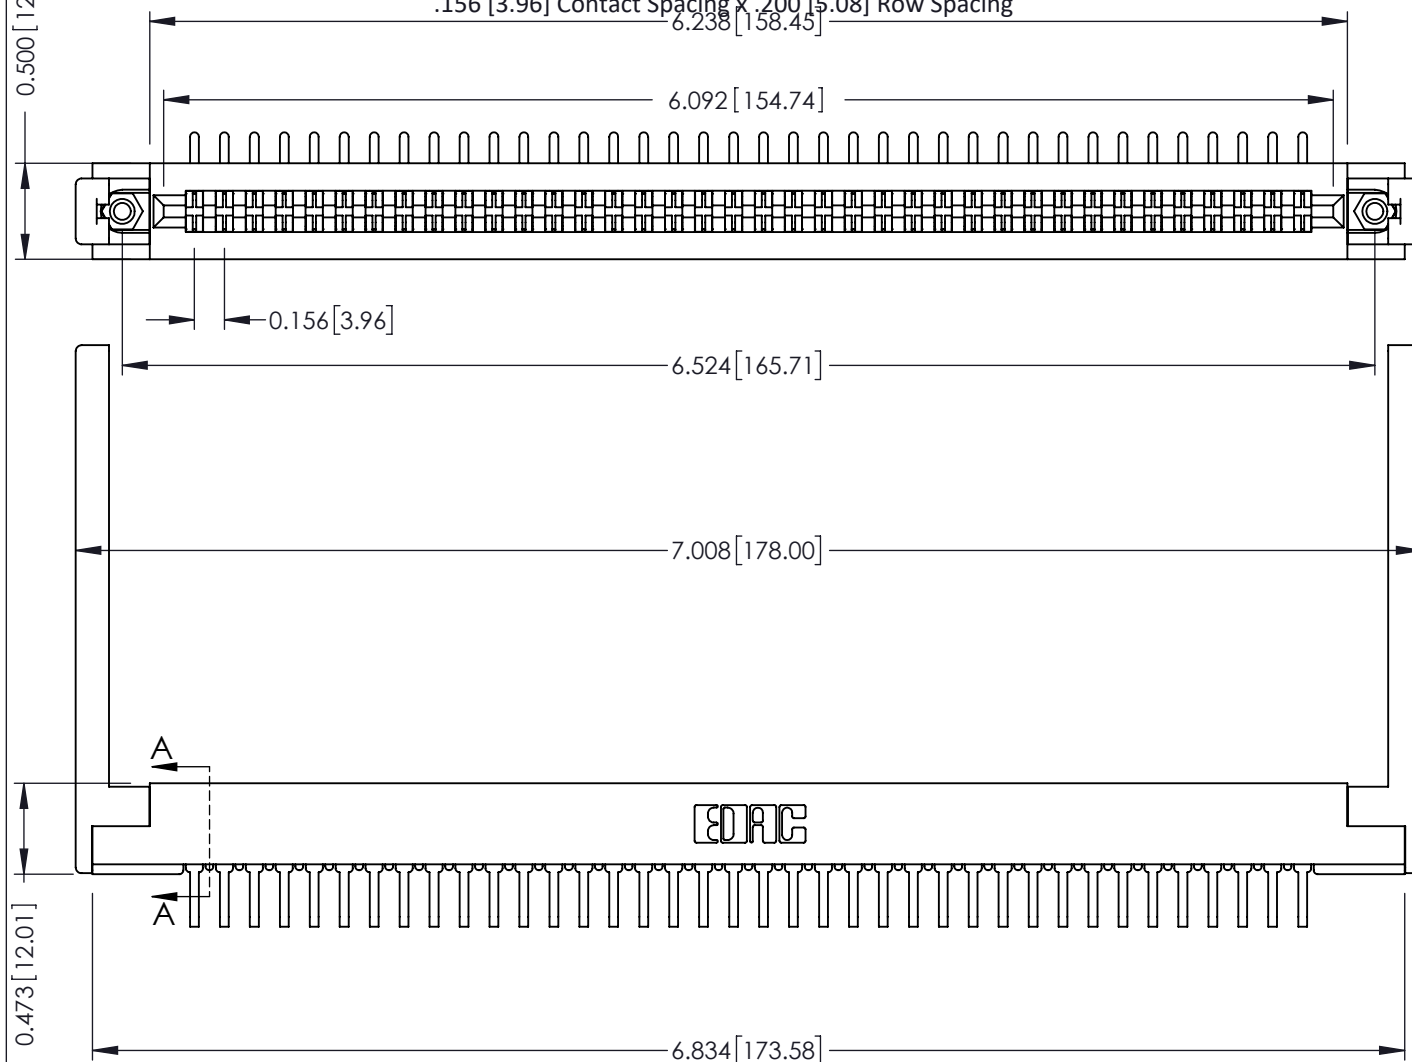 .156 [3.96] Contact Spacing x .200 [5.08] Row Spacing
6.238[158.45]
0.500
6.092[154.74]
0.156[3.96]
6.524[165.71]
7.008[178.00]
A
EDAC
A
0.473[12.01]
6.834[173.58]